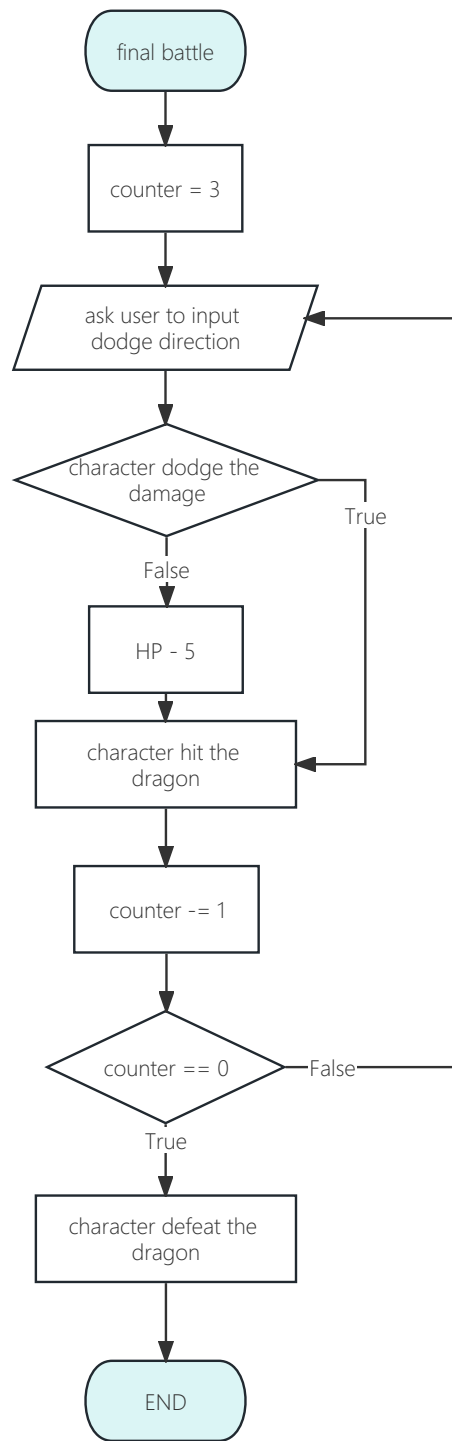 final battle
counter = 3
ask user to input
dodge direction
character dodge the
damage
True
False
HP - 5
character hit the
dragon
counter -= 1
counter == 0
False
True
character defeat the
dragon
END